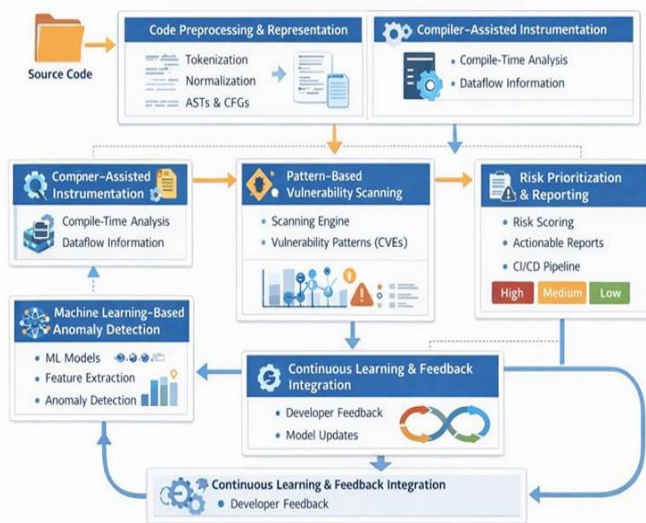 Source Code
Code Preprocessing & Representation
Tokenization
Normalization
ASTs & CFGs
Compiler-Assisted Instrumentation
Compile-Time Analysis
Dataflow Information
Compner-Assisted
Instrumentation
Compile-Time Analysis
Dataflow Information
Pattern-Based
Vulnerability Scanning
Scanning Engine
Vulnerability Patterns (CVEs)
Risk Prioritization
& Reporting
Risk Scoring
Actionable Reports
CI/CD Pipeline
High
Medium
Low
Machine Learning-Based
Anomaly Detection
ML Models
Feature Extraction
Anomaly Detection
Continuous Learning & Feedback
Integration
Developer Feedback
Model Updates
Continuous Learning & Feedback Integration
Developer Feedback